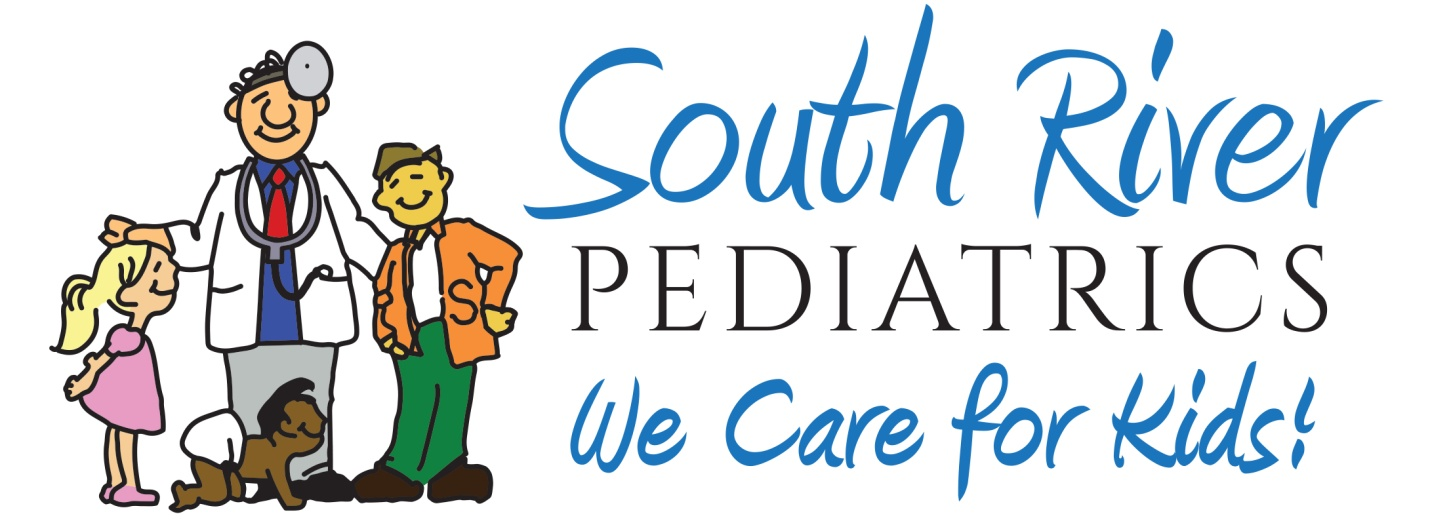 South River
PEDIATRICS
We Care for Kids!
S